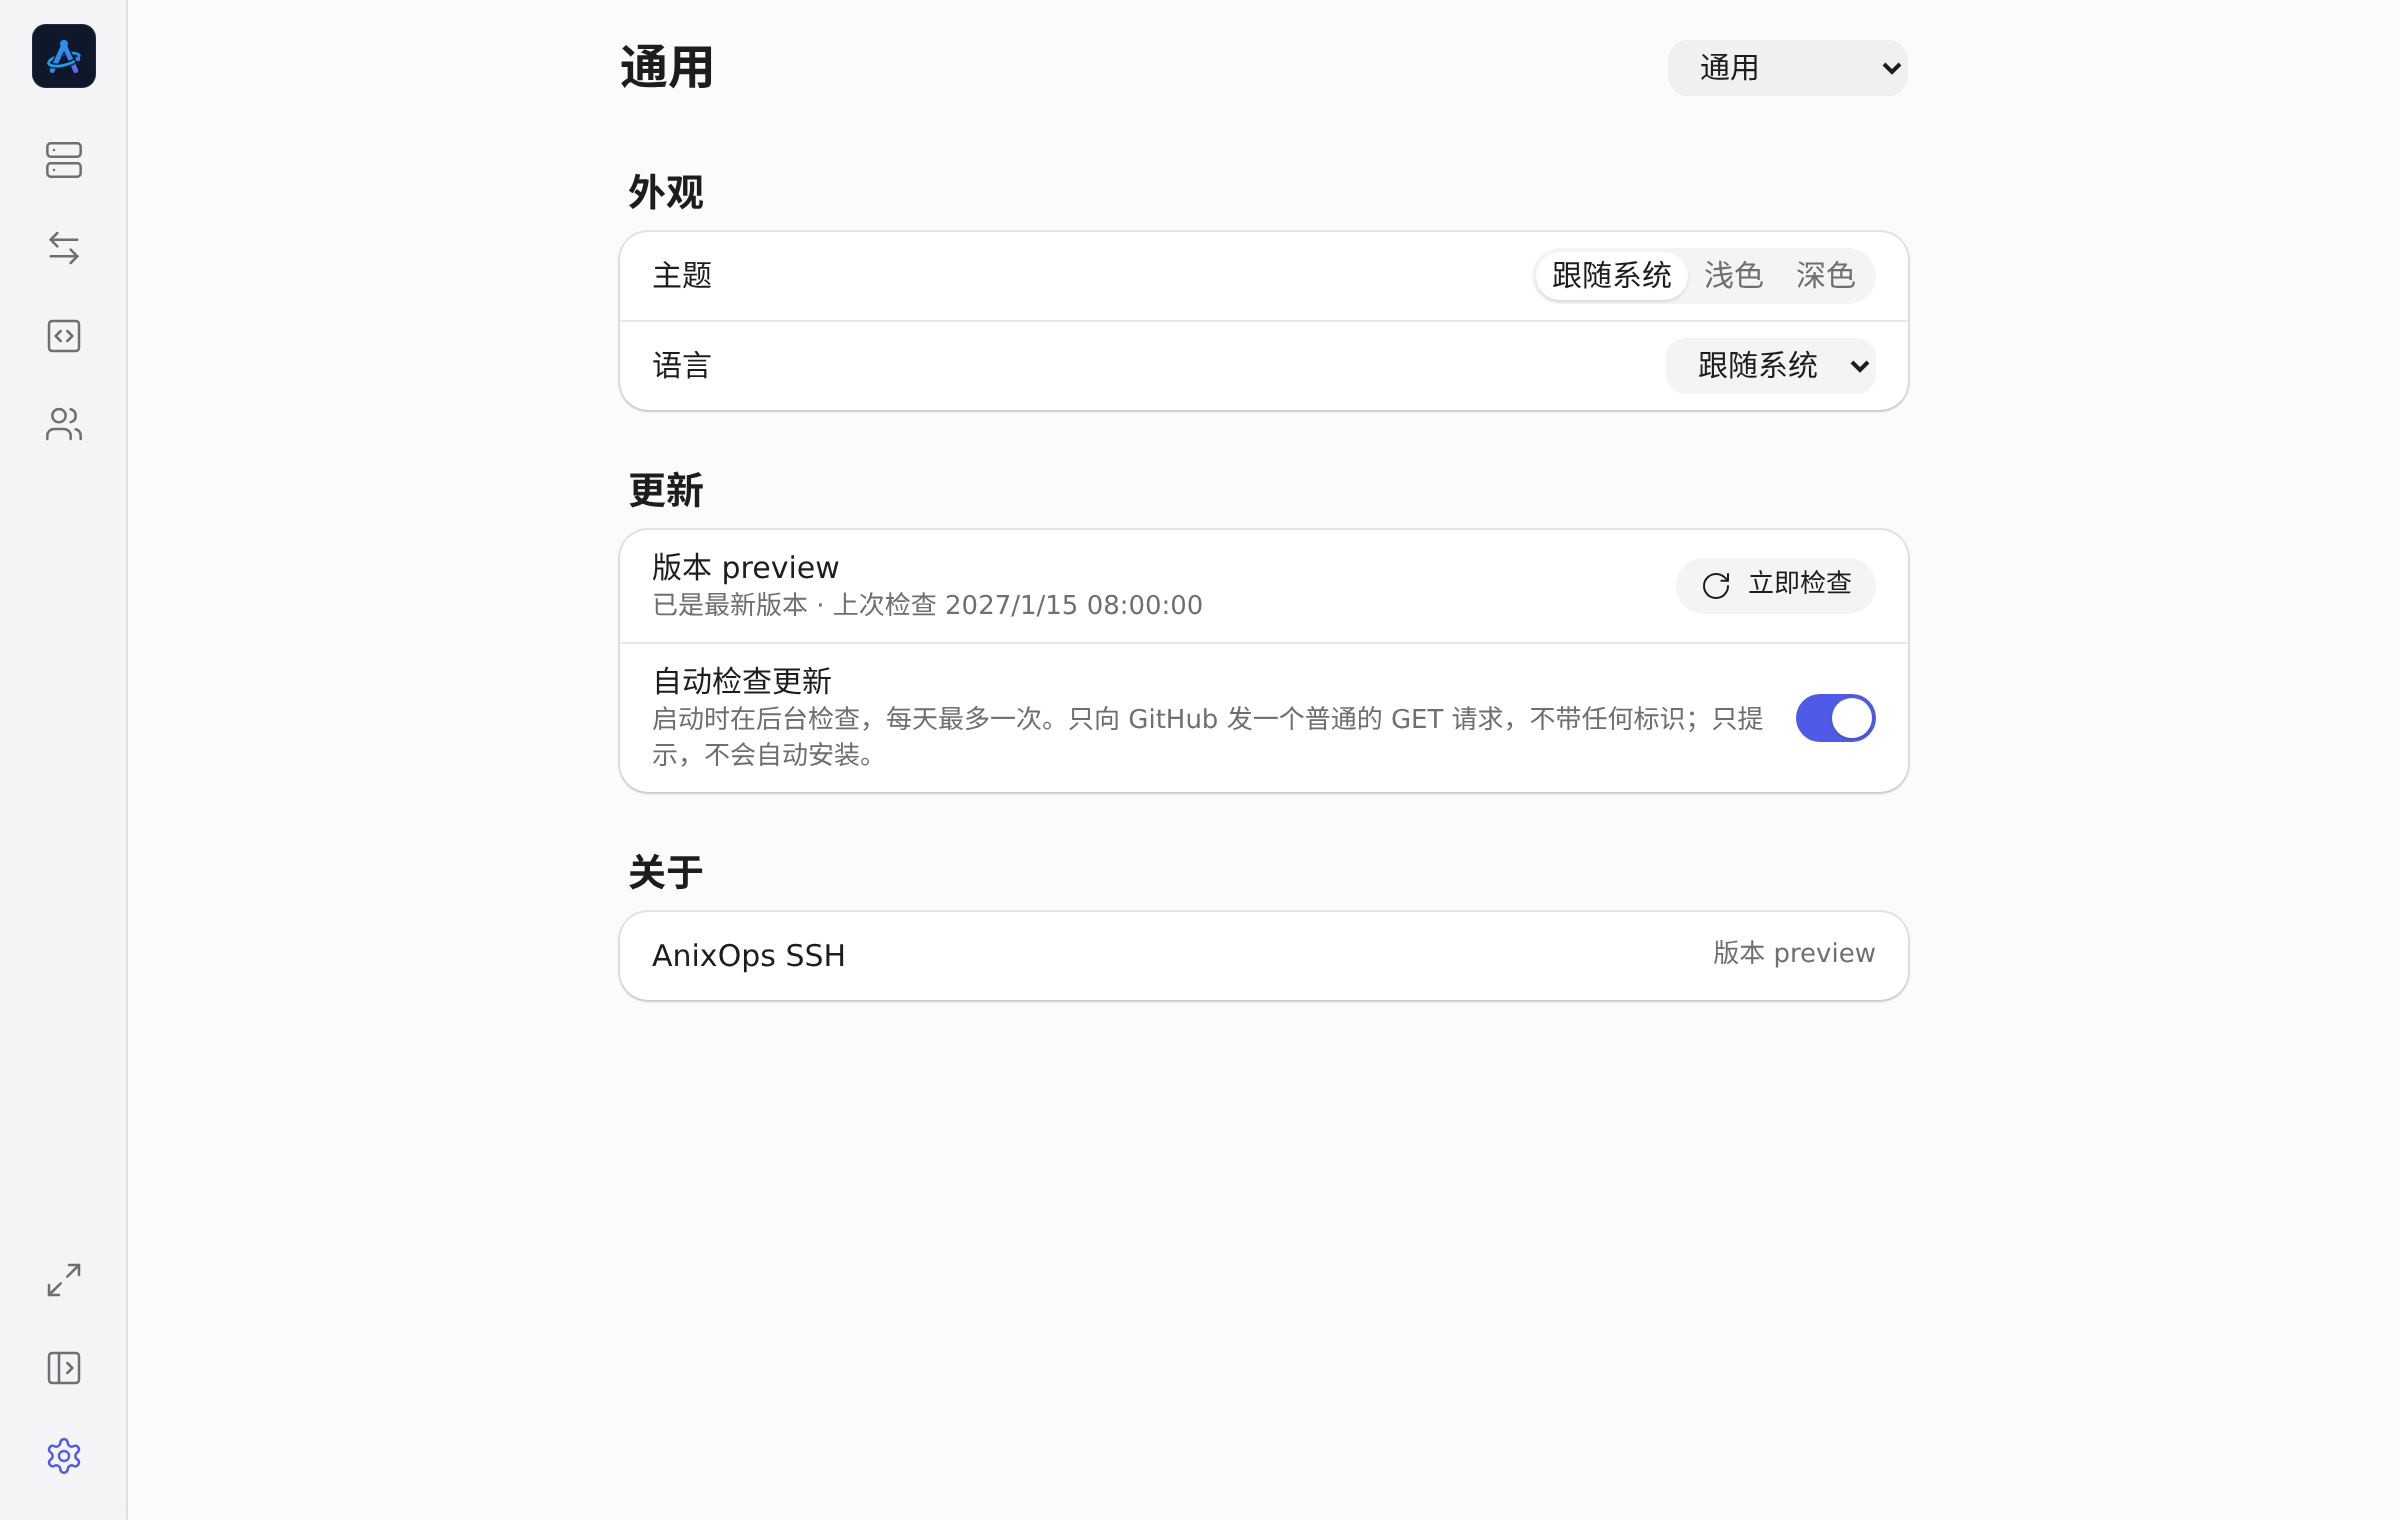 通用
通用
外观
主题
跟随系统 浅色 深色
语言
跟随系统
更新
版本 preview
已是最新版本 · 上次检查 2027/1/15 08:00:00
立即检查
自动检查更新
启动时在后台检查，每天最多一次。只向 GitHub 发一个普通的 GET 请求，不带任何标识；只提
示，不会自动安装。
关于
AnixOps SSH
版本 preview